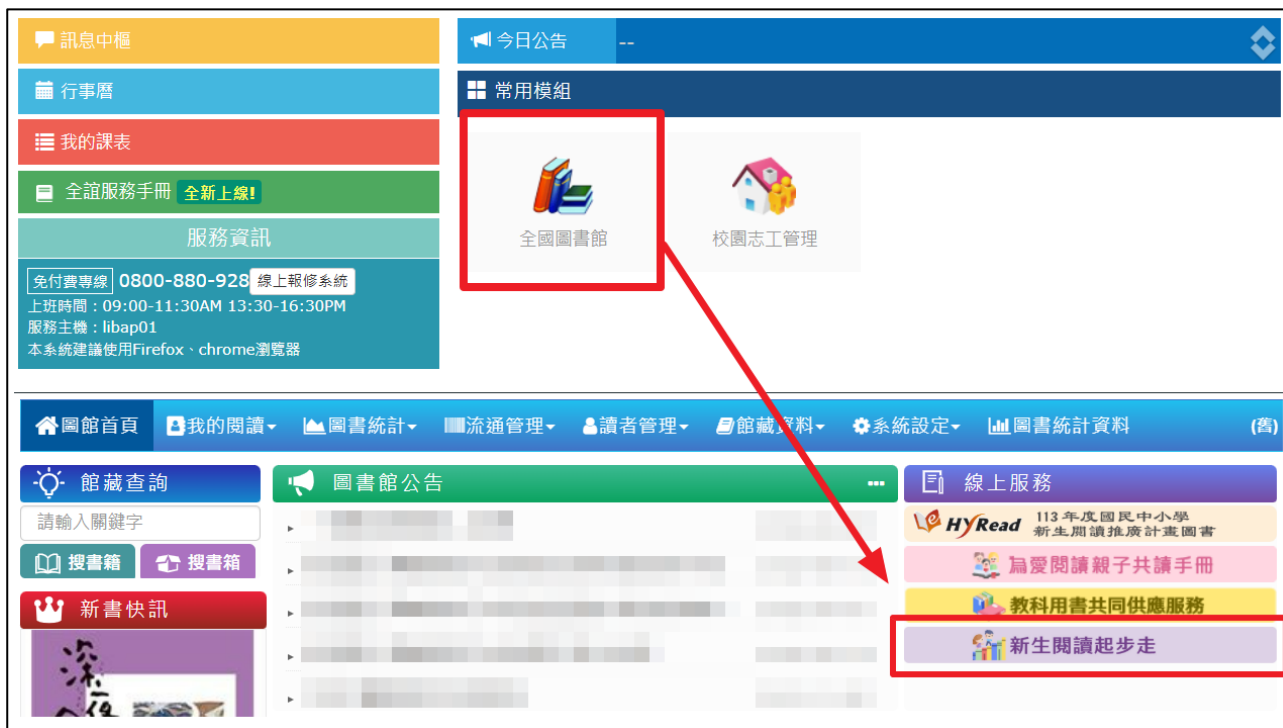 訊息中樞
行事曆
我的課表
全誼服務手冊 全新上線!
服務資訊
免付費專線 0800-880-928 線上報修系統
上班時間：09:00-11:30AM 13:30-16:30PM
服務主機：libap01
本系統建議使用Firefox、chrome瀏覽器
今日公告 --
常用模組
全國圖書館 校園志工管理
圖館首頁 我的閱讀 圖書統計 流通管理 讀者管理 館藏資料 系統設定 圖書統計資料 (舊)
館藏查詢
請輸入關鍵字
搜書籍 搜書箱
新書快訊
深夜
圖書館公告
線上服務
HyRead 113年度國民中小學
新生閱讀推廣計畫圖書
為愛閱讀親子共讀手冊
教科用書共同供應服務
新生閱讀起步走